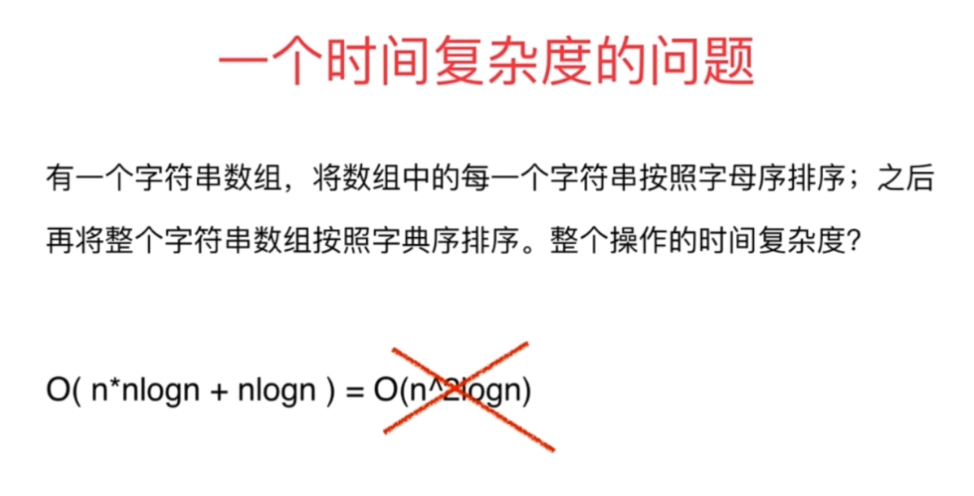 一个时间复杂度的问题
有一个字符串数组，将数组中的每一个字符串按照字母序排序；之后
再将整个字符串数组按照字典序排序。整个操作的时间复杂度？
O( n*nlogn + nlogn ) = O(n^2logn)